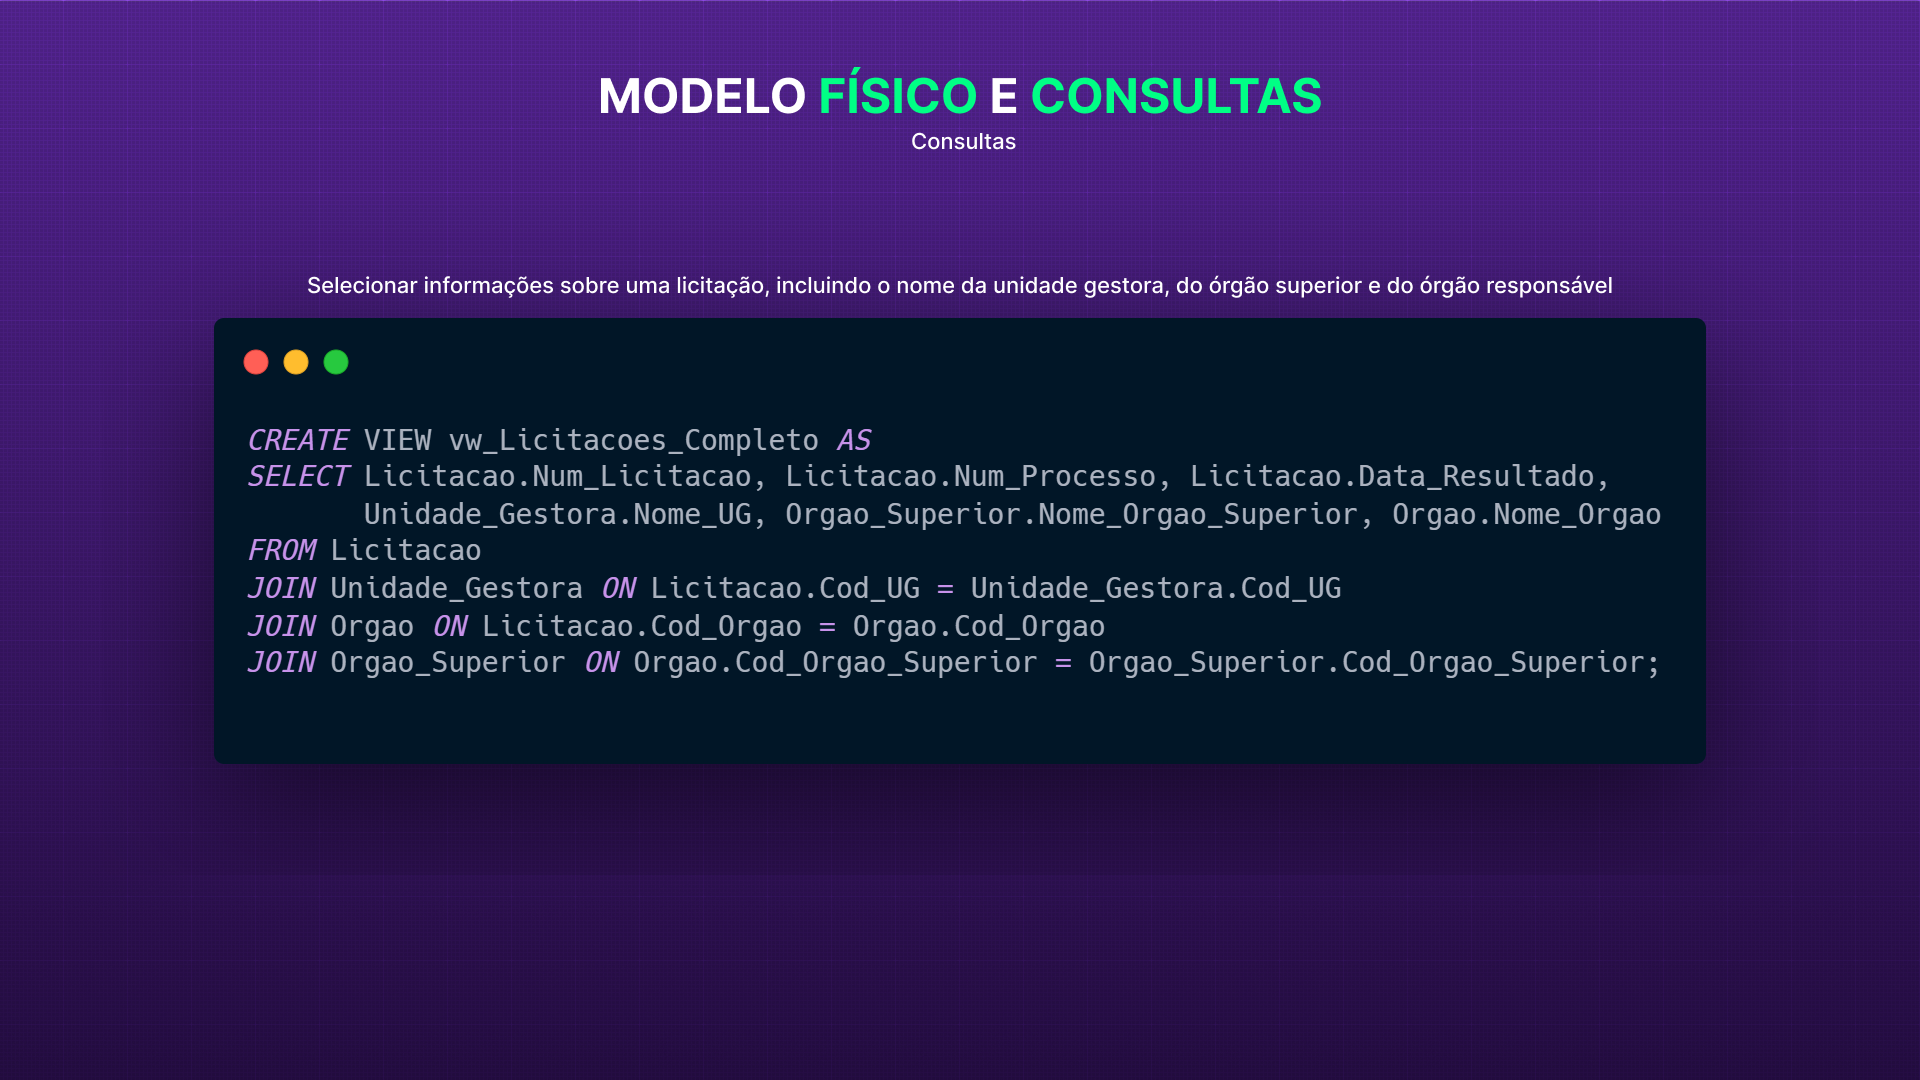 MODELO FÍSICO E CONSULTAS
Consultas
Selecionar informações sobre uma licitação, incluindo o nome da unidade gestora, do órgão superior e do órgão responsável
CREATE VIEW vw_Licitacoes_Completo AS
SELECT Licitacao.Num_Licitacao, Licitacao.Num_Processo, Licitacao.Data_Resultado,
       Unidade_Gestora.Nome_UG, Orgao_Superior.Nome_Orgao_Superior, Orgao.Nome_Orgao
FROM Licitacao
JOIN Unidade_Gestora ON Licitacao.Cod_UG = Unidade_Gestora.Cod_UG
JOIN Orgao ON Licitacao.Cod_Orgao = Orgao.Cod_Orgao
JOIN Orgao_Superior ON Orgao.Cod_Orgao_Superior = Orgao_Superior.Cod_Orgao_Superior;